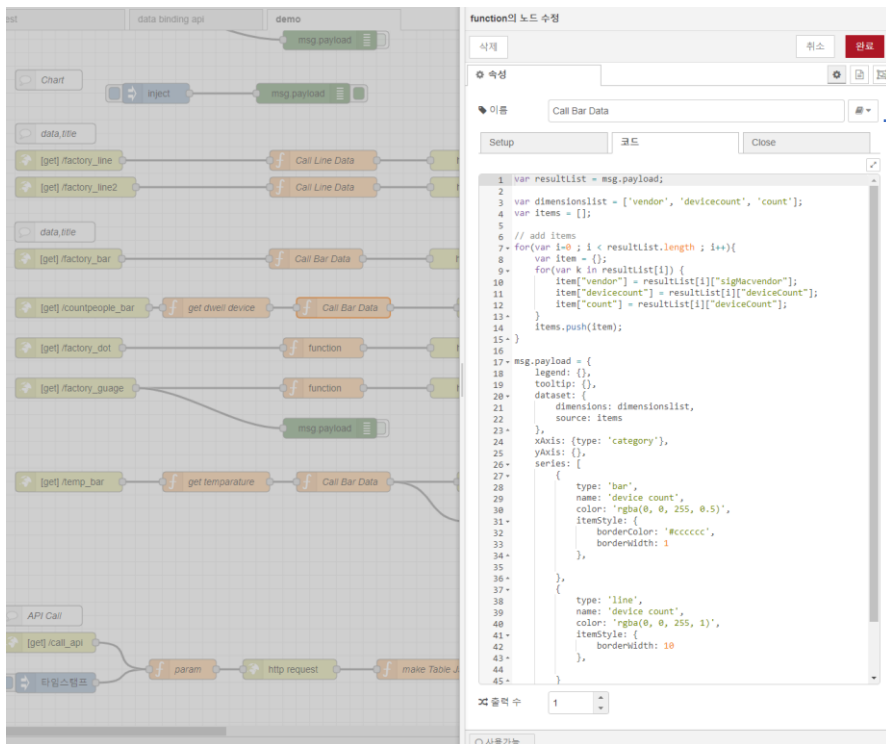 est
data binding api
demo
msg.payload
Chart
inject
msg.payload
data,title
[get] /factory_line
Call Line Data
[get] /factory_line2
Call Line Data
data,title
[get] /factory_bar
Call Bar Data
[get] /countpeople_bar
get dwell device
Call Bar Data
[get] /factory_dot
function
[get] /factory_guage
function
msg.payload
[get] /temp_bar
get temparature
Call Bar Data
API Call
[get] /call_api
타임스탬프
param
http request
make Table J
function의 노드 수정
삭제
취소
완료
속성
이름
Call Bar Data
Setup
코드
Close
1 var resultList = msg.payload;
2
3 var dimensionslist = ['vendor', 'devicecount', 'count'];
4 var items = [];
5
6 // add items
7 for(var i=0 ; i < resultList.length ; i++){
8 var item = {};
9 for(var k in resultList[i]) {
10 item["vendor"] = resultList[i]["sigMacvendor"];
11 item["devicecount"] = resultList[i]["deviceCount"];
12 item["count"] = resultList[i]["deviceCount"];
13 }
14 items.push(item);
15 }
16
17 msg.payload = {
18 legend: {},
19 tooltip: {},
20 dataset: {
21 dimensions: dimensionslist,
22 source: items
23 },
24 xAxis: {type: 'category'},
25 yAxis: {},
26 series: [
27 {
28 type: 'bar',
29 name: 'device count',
30 color: 'rgba(0, 0, 255, 0.5)',
31 itemStyle: {
32 borderColor: '#cccccc',
33 borderWidth: 1
34 },
35
36 },
37 {
38 type: 'line',
39 name: 'device count',
40 color: 'rgba(0, 0, 255, 1)',
41 itemStyle: {
42 borderWidth: 10
43 },
44
45 }
출력 수
1
사용가능